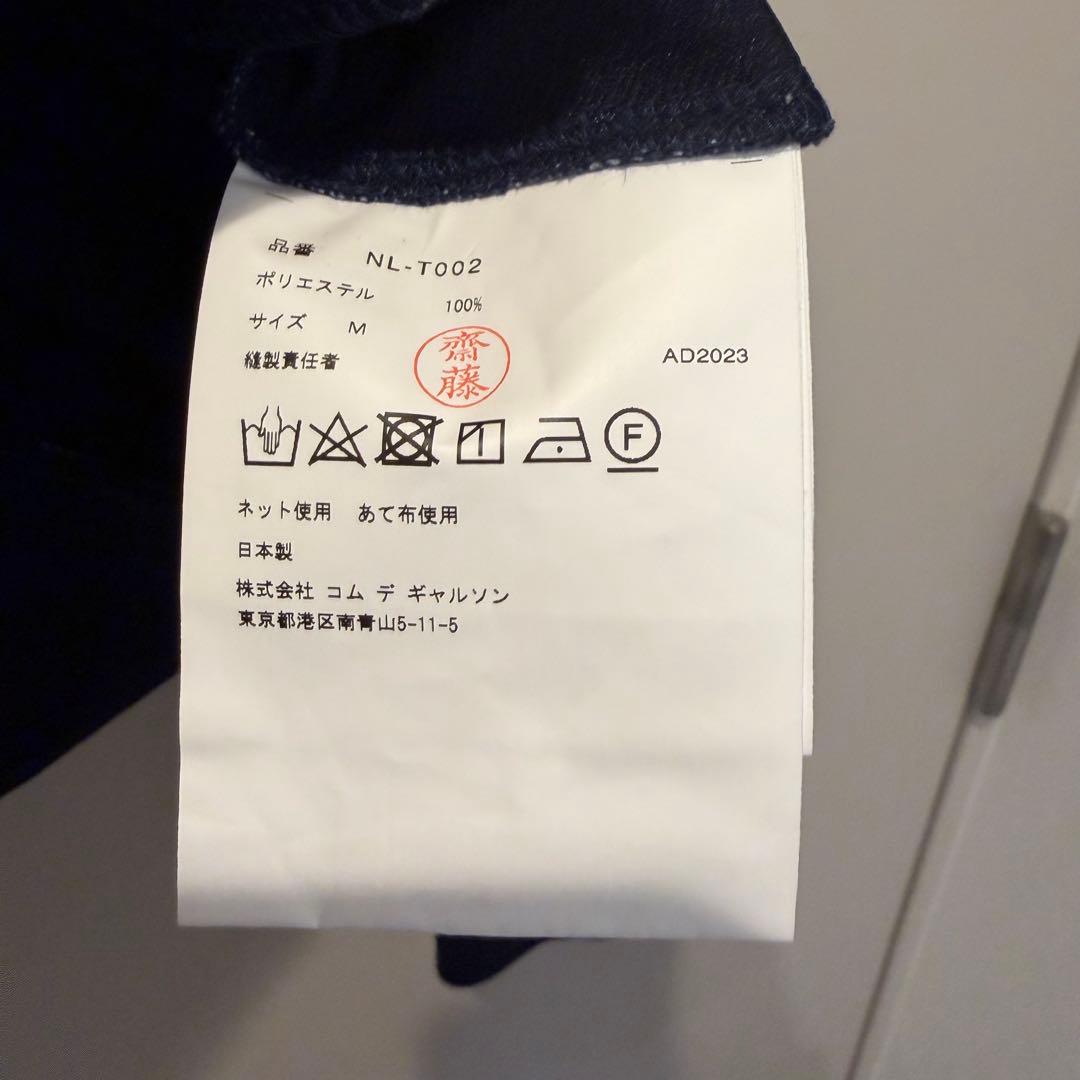 品番 NL-T002
ポリエステル 100%
サイズ M
縫製責任者 齋藤 AD2023
F
ネット使用 あて布使用
日本製
株式会社 コム デ ギャルソン
東京都港区南青山5-11-5